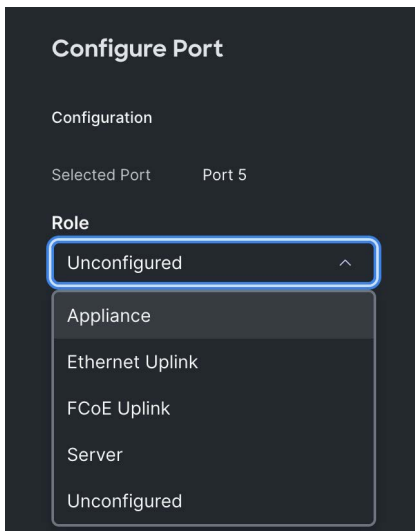 Configure Port
Configuration
Selected Port Port 5
Role
Unconfigured
Appliance
Ethernet Uplink
FCoE Uplink
Server
Unconfigured